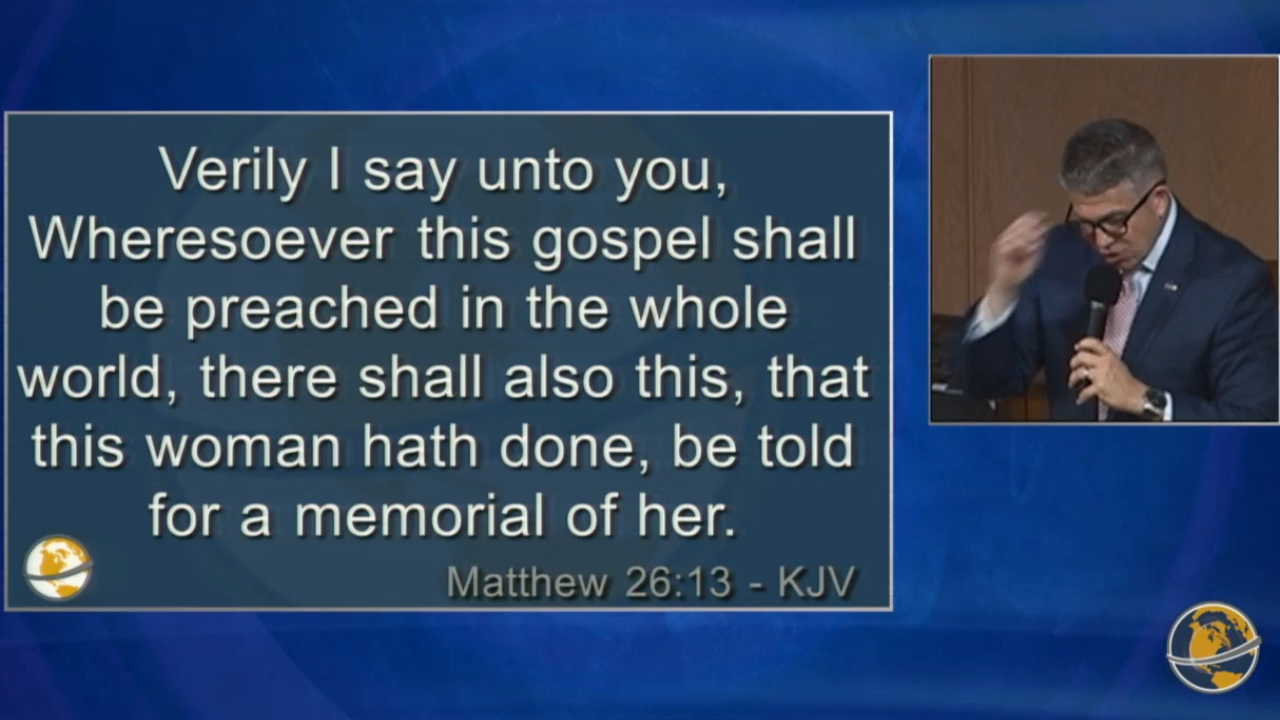 Verily I say unto you,
Wheresoever this gospel shall
be preached in the whole
world, there shall also this, that
this woman hath done, be told
for a memorial of her.
Matthew 26:13 - KJV